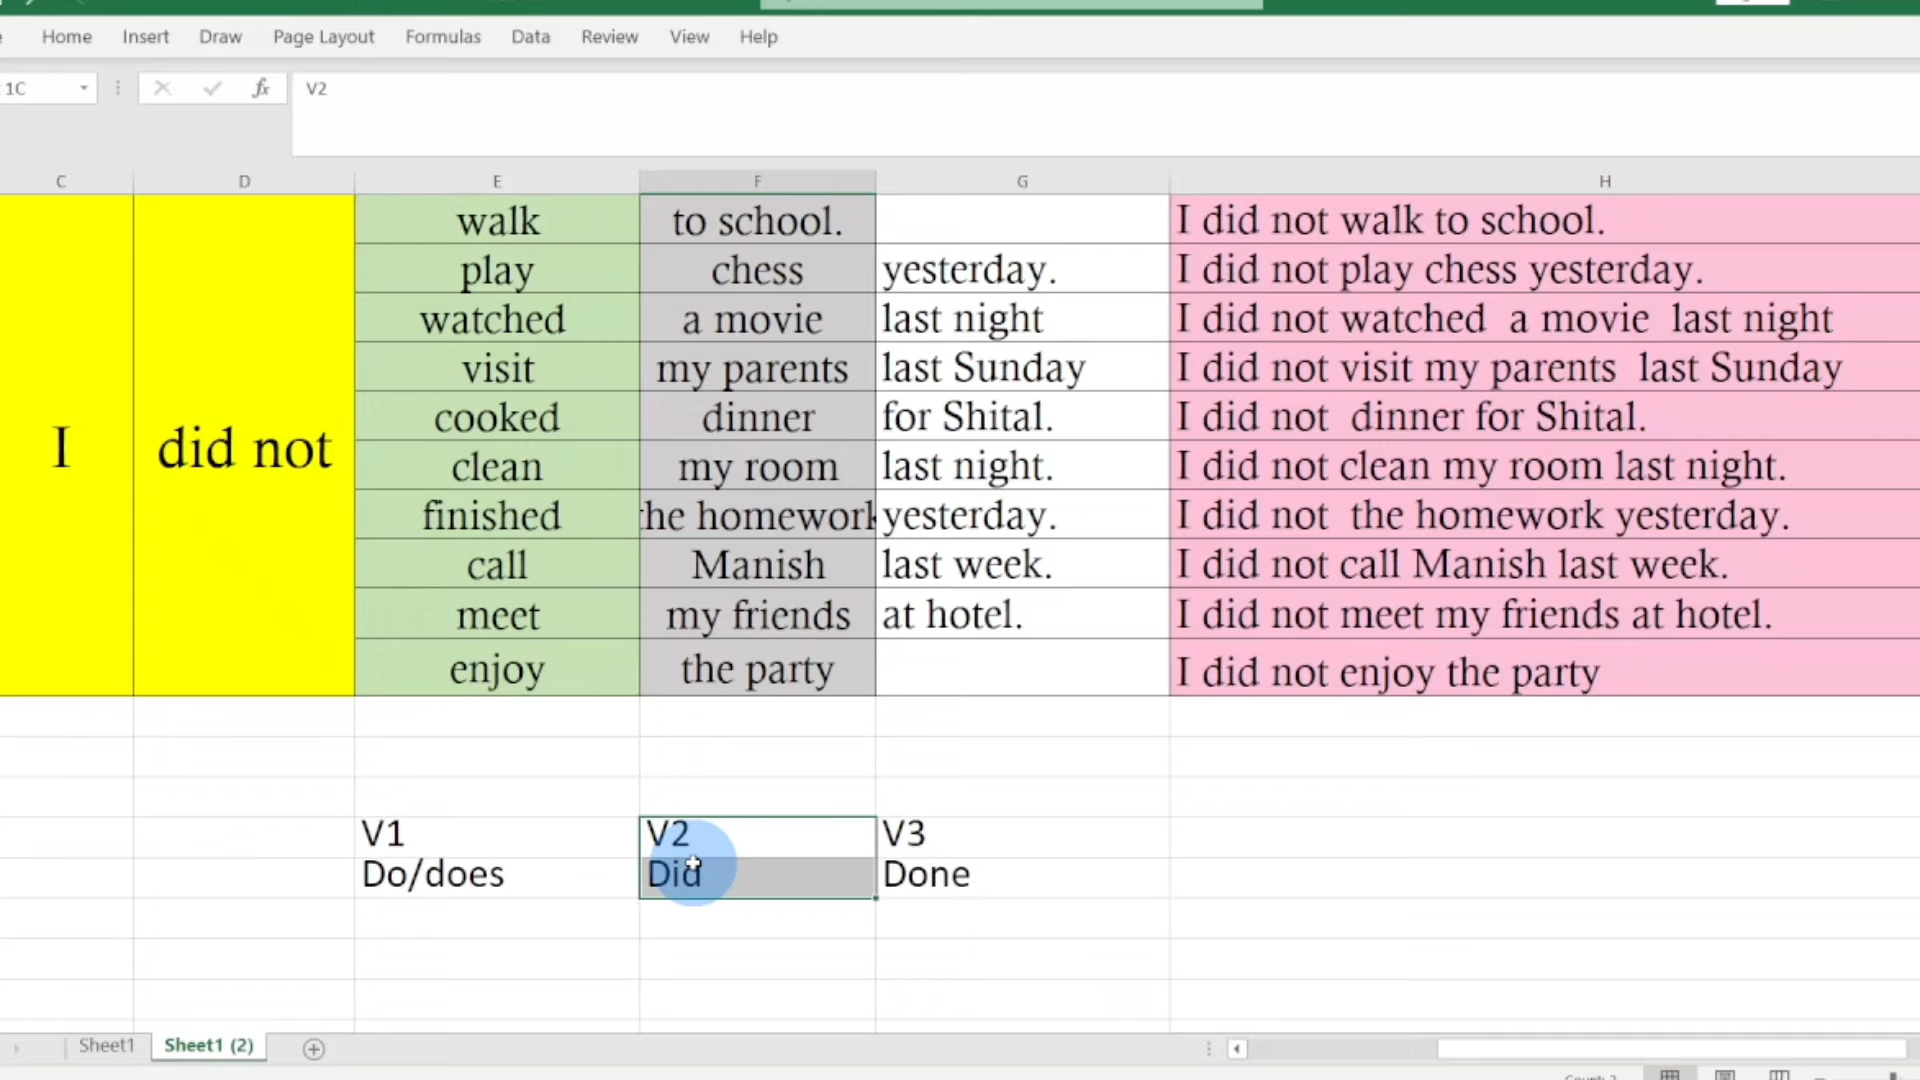 Home Insert Draw Page Layout Formulas Data Review View Help
1C fx V2
C D E F G H
walk to school. I did not walk to school.
play chess yesterday. I did not play chess yesterday.
watched a movie last night I did not watched a movie last night
visit my parents last Sunday I did not visit my parents last Sunday
cooked dinner for Shital. I did not dinner for Shital.
I did not
clean my room last night. I did not clean my room last night.
finished the homework yesterday. I did not the homework yesterday.
call Manish last week. I did not call Manish last week.
meet my friends at hotel. I did not meet my friends at hotel.
enjoy the party I did not enjoy the party
V1 V2 V3
Do/does Did Done
Sheet1 Sheet1 (2)